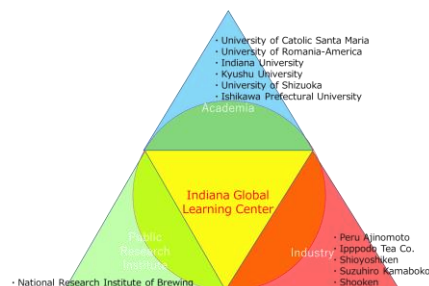 ・University of Catolic Santa Maria
・University of Romania-America
・Indiana University
・Kyushu University
・University of Shizuoka
・Ishikawa Prefectural University
Academia
Indiana Global
Learning Center
Public
Research
Institute
Industry
・Peru Ajinomoto
・Ipppodo Tea Co.
・Shioyoshiken
・Suzuhiro Kamaboko
・Shooken
・National Research Institute of Brewing